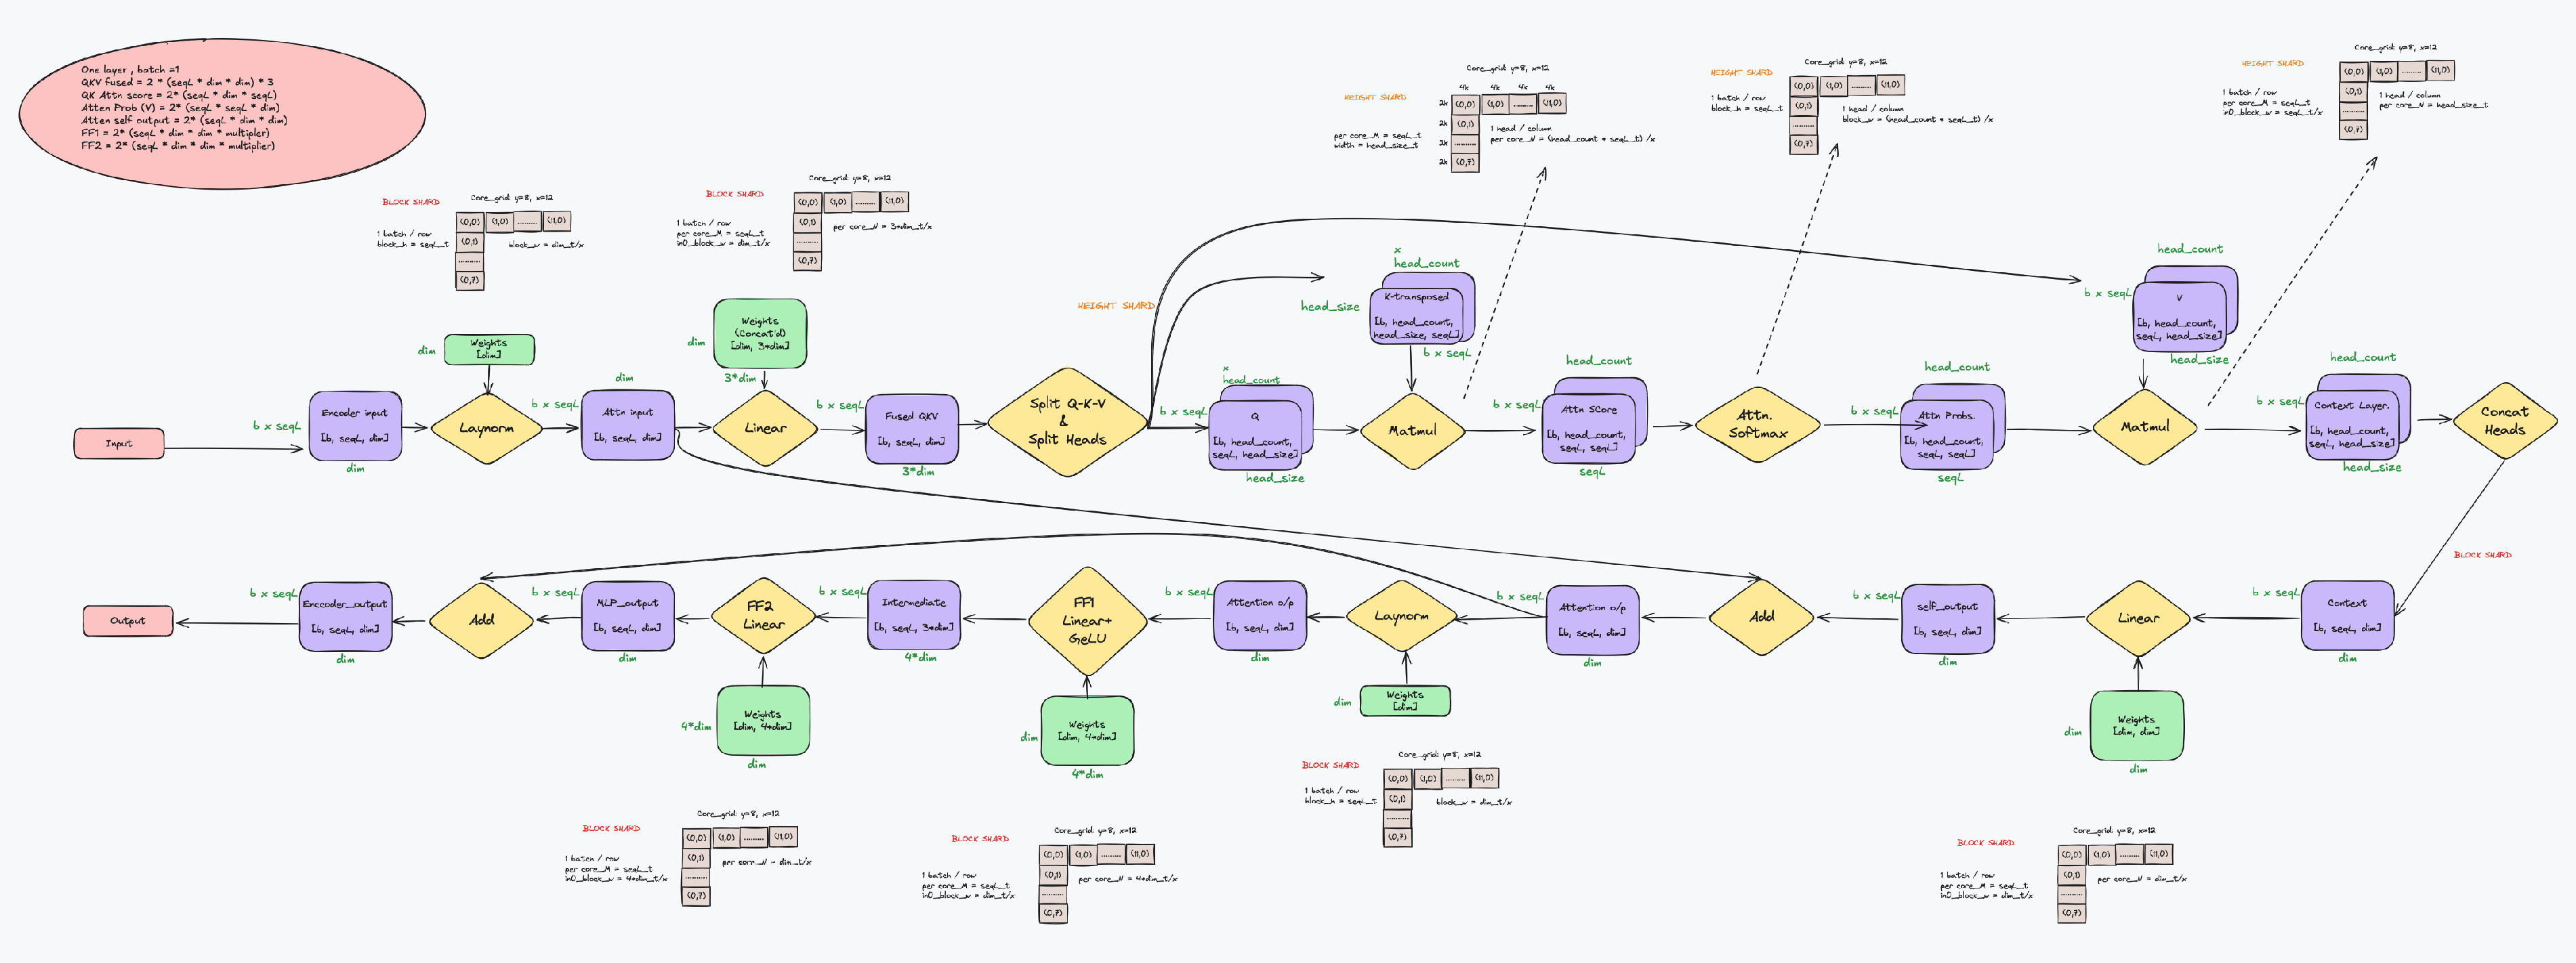 One layer , batch =1
QKV fused = 2 * (seqL * dim * dim) * 3
QK Attn score = 2* (seqL * dim * seqL)
Atten Prob (V) = 2* (seqL * seqL * dim)
Atten self output = 2* (seqL * dim * dim)
FF1 = 2* (seqL * dim * dim * multipler)
FF2 = 2* (seqL * dim * dim * multiplier)
BLOCK SHARD
Core_grid: y=8, x=12
(0,0) (1,0) ......... (11,0)
(0,1)
..........
(0,7)
1 batch / row
block_h = seqL_t
block_w = dim_t/x
BLOCK SHARD
Core_grid: y=8, x=12
(0,0) (1,0) ......... (11,0)
(0,1)
..........
(0,7)
1 batch / row
per core_M = seqL_t
in0_block_w = dim_t/x
per core_N = 3*dim_t/x
HEIGHT SHARD
Core_grid: y=8, x=12
4k 4k 4k 4k
2k (0,0) (1,0) ......... (11,0)
2k (0,1)
2k ..........
2k (0,7)
per core_M = seqL_t
width = head_size_t
1 head / column
per core_N = (head_count * seqL_t) /x
HEIGHT SHARD
Core_grid: y=8, x=12
(0,0) (1,0) ......... (11,0)
(0,1)
..........
(0,7)
1 batch / row
block_h = seqL_t
1 head / column
block_w = (head_count * seqL_t) /x
HEIGHT SHARD
Core_grid: y=8, x=12
(0,0) (1,0) ......... (11,0)
(0,1)
..........
(0,7)
1 batch / row
per core_M = seqL_t
in0_block_w = seqL_t/x
1 head / column
per core_N = head_size_t
Input
b x seqL
Encoder input
[b, seqL, dim]
dim
dim
Weights
[dim]
Laynorm
dim
b x seqL
Attn input
[b, seqL, dim]
dim
Weights
(Concat'd)
[dim, 3*dim]
3*dim
Linear
b x seqL
Fused QKV
[b, seqL, dim]
3*dim
Split Q-K-V
&
Split Heads
HEIGHT SHARD
x
head_count
head_size
K-transposed
[b, head_count,
head_size, seqL]
b x seqL
x
head_count
b x seqL
Q
[b, head_count,
seqL, head_size]
head_size
Matmul
head_count
b x seqL
Attn SCore
[b, head_count,
seqL, seqL]
seqL
Attn.
Softmax
head_count
b x seqL
Attn Probs.
[b, head_count,
seqL, seqL]
seqL
head_count
b x seqL
V
[b, head_count,
seqL, head_size]
head_size
Matmul
head_count
b x seqL
Context Layer.
[b, head_count,
seqL, head_size]
head_size
Concat
Heads
BLOCK SHARD
b x seqL
Context
[b, seqL, dim]
dim
Linear
dim
Weights
[dim, dim]
dim
b x seqL
self_output
[b, seqL, dim]
dim
Add
b x seqL
Attention o/p
[b, seqL, dim]
dim
Laynorm
dim
Weights
[dim]
b x seqL
Attention o/p
[b, seqL, dim]
dim
FF1
Linear+
GeLU
dim
Weights
[dim, 4*dim]
4*dim
b x seqL
Intermediate
[b, seqL, 3*dim]
4*dim
FF2
Linear
4*dim
Weights
[dim, 4*dim]
dim
b x seqL
MLP_output
[b, seqL, dim]
dim
Add
b x seqL
Enccoder_output
[b, seqL, dim]
dim
Output
BLOCK SHARD
Core_grid: y=8, x=12
(0,0) (1,0) ......... (11,0)
(0,1)
..........
(0,7)
1 batch / row
per core_M = seqL_t
in0_block_w = 4*dim_t/x
per core_N = dim_t/x
BLOCK SHARD
Core_grid: y=8, x=12
(0,0) (1,0) ......... (11,0)
(0,1)
..........
(0,7)
1 batch / row
per core_M = seqL_t
in0_block_w = dim_t/x
per core_N = 4*dim_t/x
BLOCK SHARD
Core_grid: y=8, x=12
(0,0) (1,0) ......... (11,0)
(0,1)
..........
(0,7)
1 batch / row
block_h = seqL_t
block_w = dim_t/x
BLOCK SHARD
Core_grid: y=8, x=12
(0,0) (1,0) ......... (11,0)
(0,1)
..........
(0,7)
1 batch / row
per core_M = seqL_t
in0_block_w = dim_t/x
per core_N = dim_t/x